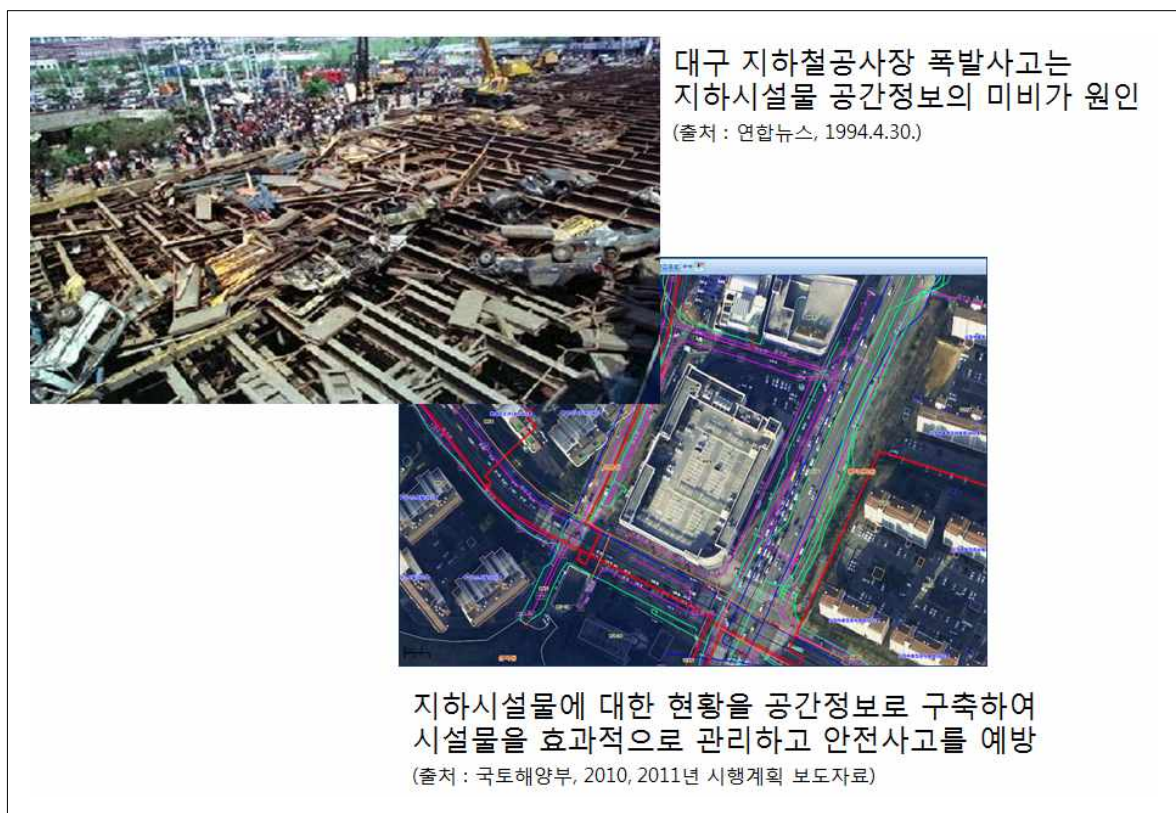 대구 지하철공사장 폭발사고는
지하시설물 공간정보의 미비가 원인
(출처 : 연합뉴스, 1994.4.30.)
지하시설물에 대한 현황을 공간정보로 구축하여
시설물을 효과적으로 관리하고 안전사고를 예방
(출처 : 국토해양부, 2010, 2011년 시행계획 보도자료)